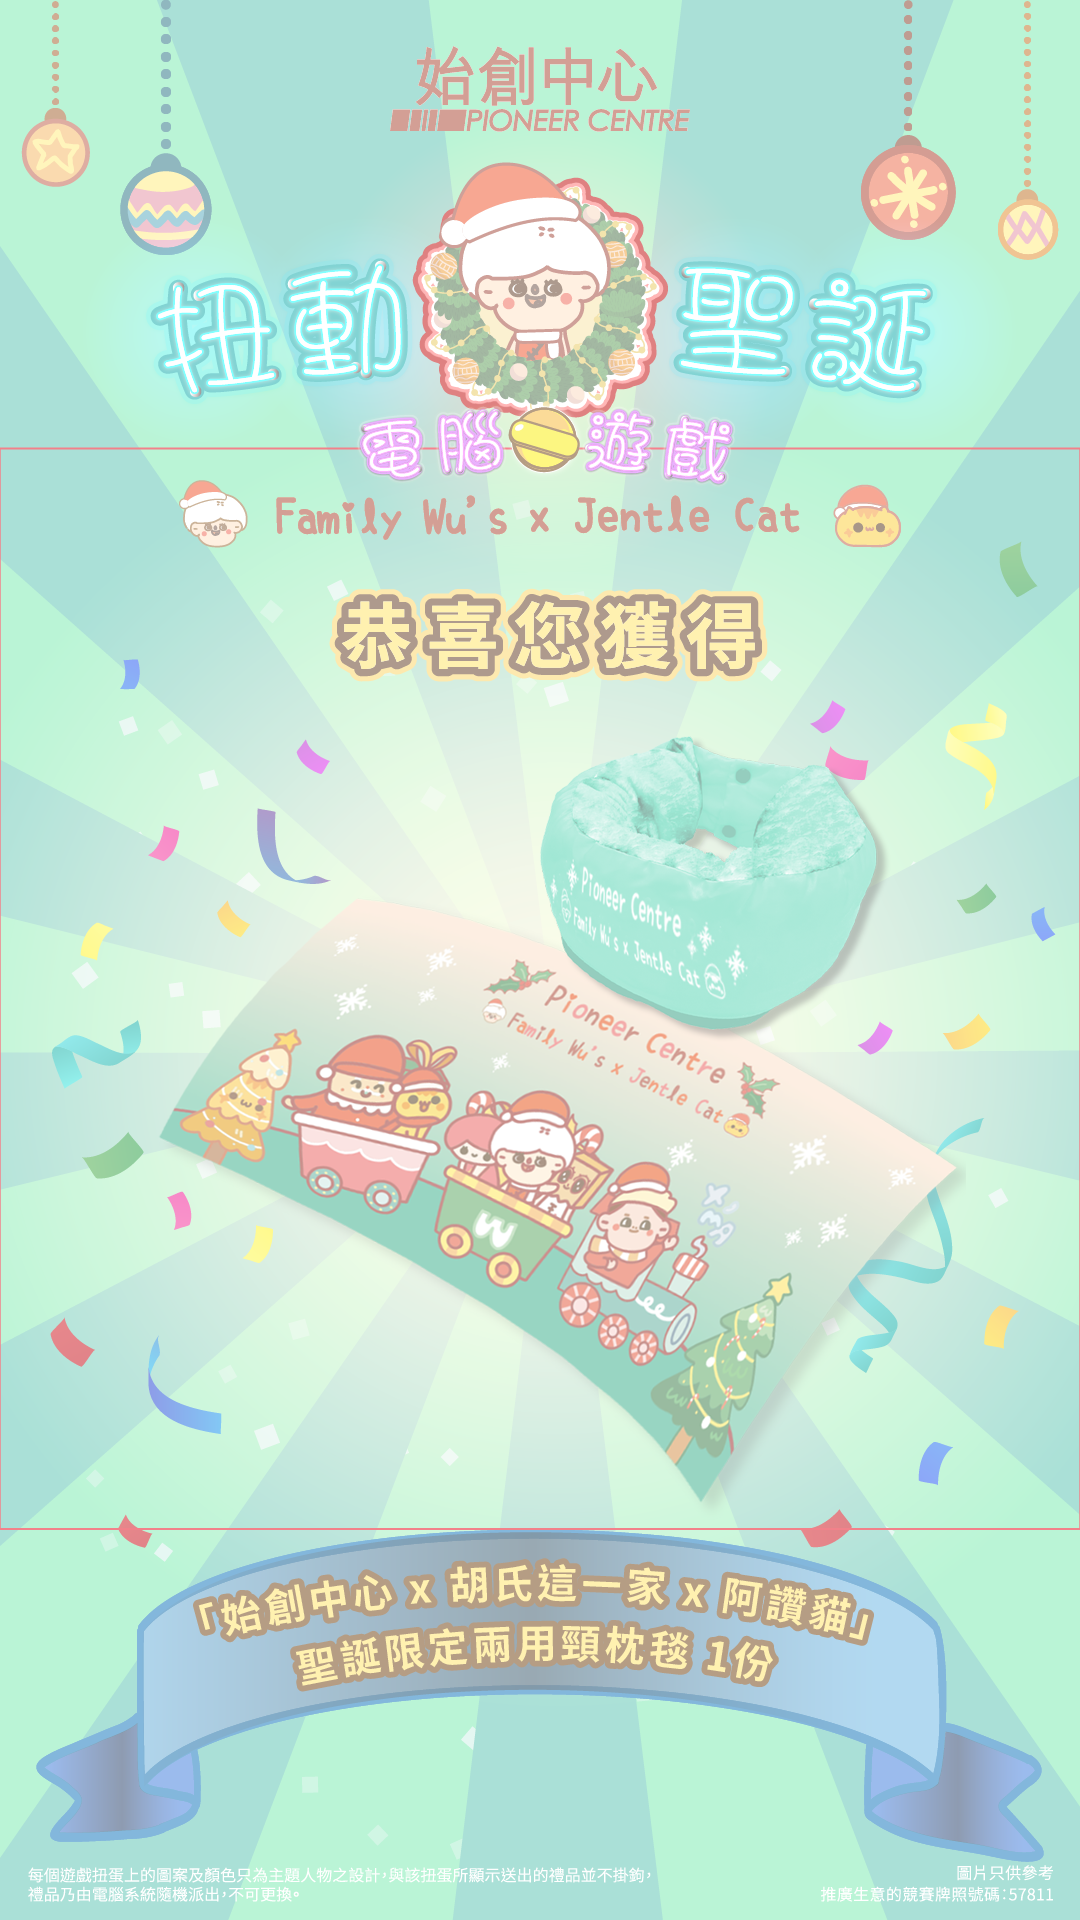 始創中心
PIONEER CENTRE
扭動聖誕
電腦遊戲
Family Wu's x Jentle Cat
恭喜您獲得
Pioneer Centre
Family Wu's x Jentle Cat
Pioneer Centre
Family Wu's x Jentle Cat
X'MAS
W
「始創中心 x 胡氏這一家 x 阿讚貓」
聖誕限定兩用頸枕毯 1份
每個遊戲扭蛋上的圖案及顏色只為主題人物之設計，與該扭蛋所顯示送出的禮品並不掛鉤，
禮品乃由電腦系統隨機派出，不可更換。
圖片只供參考
推廣生意的競賽牌照號碼：57811